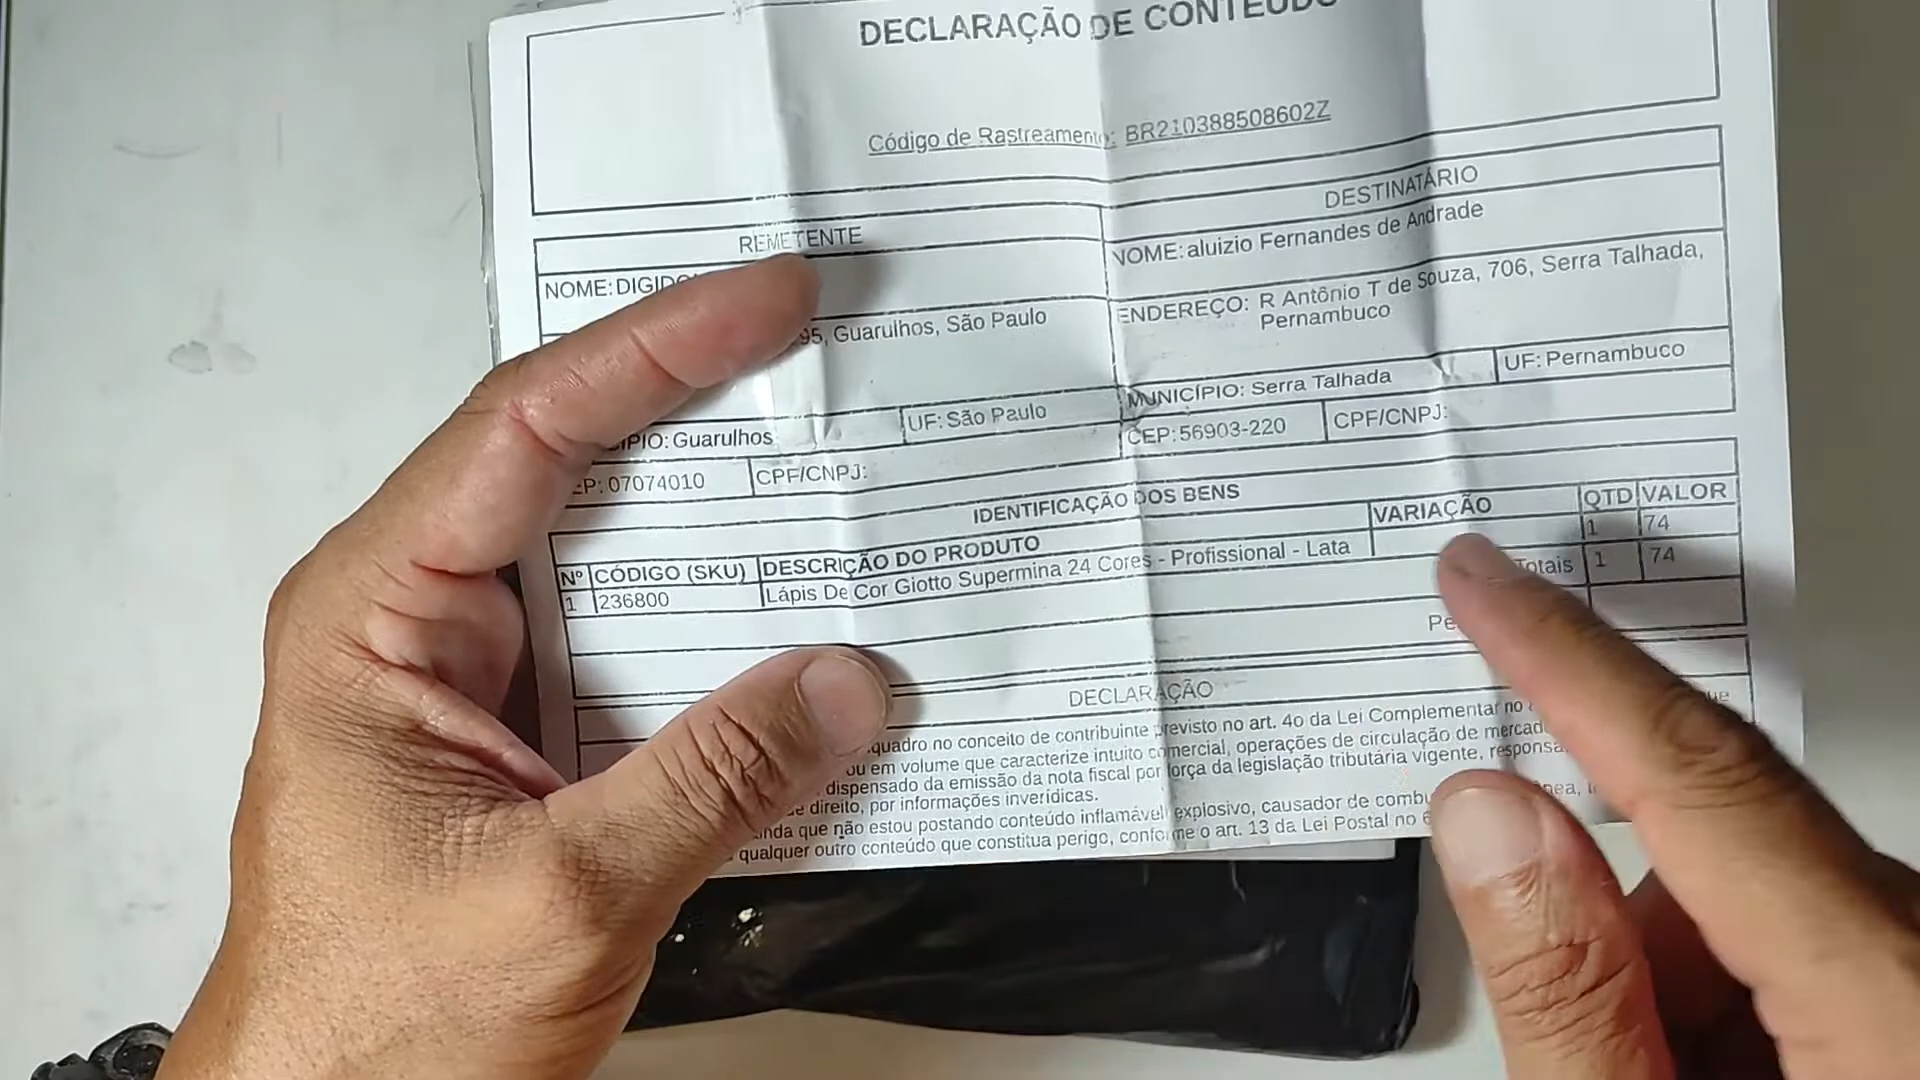 DECLARAÇÃO DE CONTEÚDO
Código de Rastreamento: BR210388508602Z
REMETENTE
NOME: DIGIDO
95, Guarulhos, São Paulo
CÍPIO: Guarulhos
UF: São Paulo
EP: 07074010
CPF/CNPJ:
DESTINATÁRIO
NOME: aluizio Fernandes de Andrade
ENDEREÇO: R Antônio T de Souza, 706, Serra Talhada,
Pernambuco
MUNICÍPIO: Serra Talhada
UF: Pernambuco
CEP: 56903-220
CPF/CNPJ:
IDENTIFICAÇÃO DOS BENS
Nº CÓDIGO (SKU) DESCRIÇÃO DO PRODUTO VARIAÇÃO QTD VALOR
1 236800 Lápis De Cor Giotto Supermina 24 Cores - Profissional - Lata 1 74
Totais 1 74
Pe
DECLARAÇÃO
quadro no conceito de contribuinte previsto no art. 4o da Lei Complementar no
ou em volume que caracterize intuito comercial, operações de circulação de mercado
dispensado da emissão da nota fiscal por força da legislação tributária vigente, responsa
de direito, por informações inverídicas.
inda que não estou postando conteúdo inflamável, explosivo, causador de combu
qualquer outro conteúdo que constitua perigo, conforme o art. 13 da Lei Postal no 6